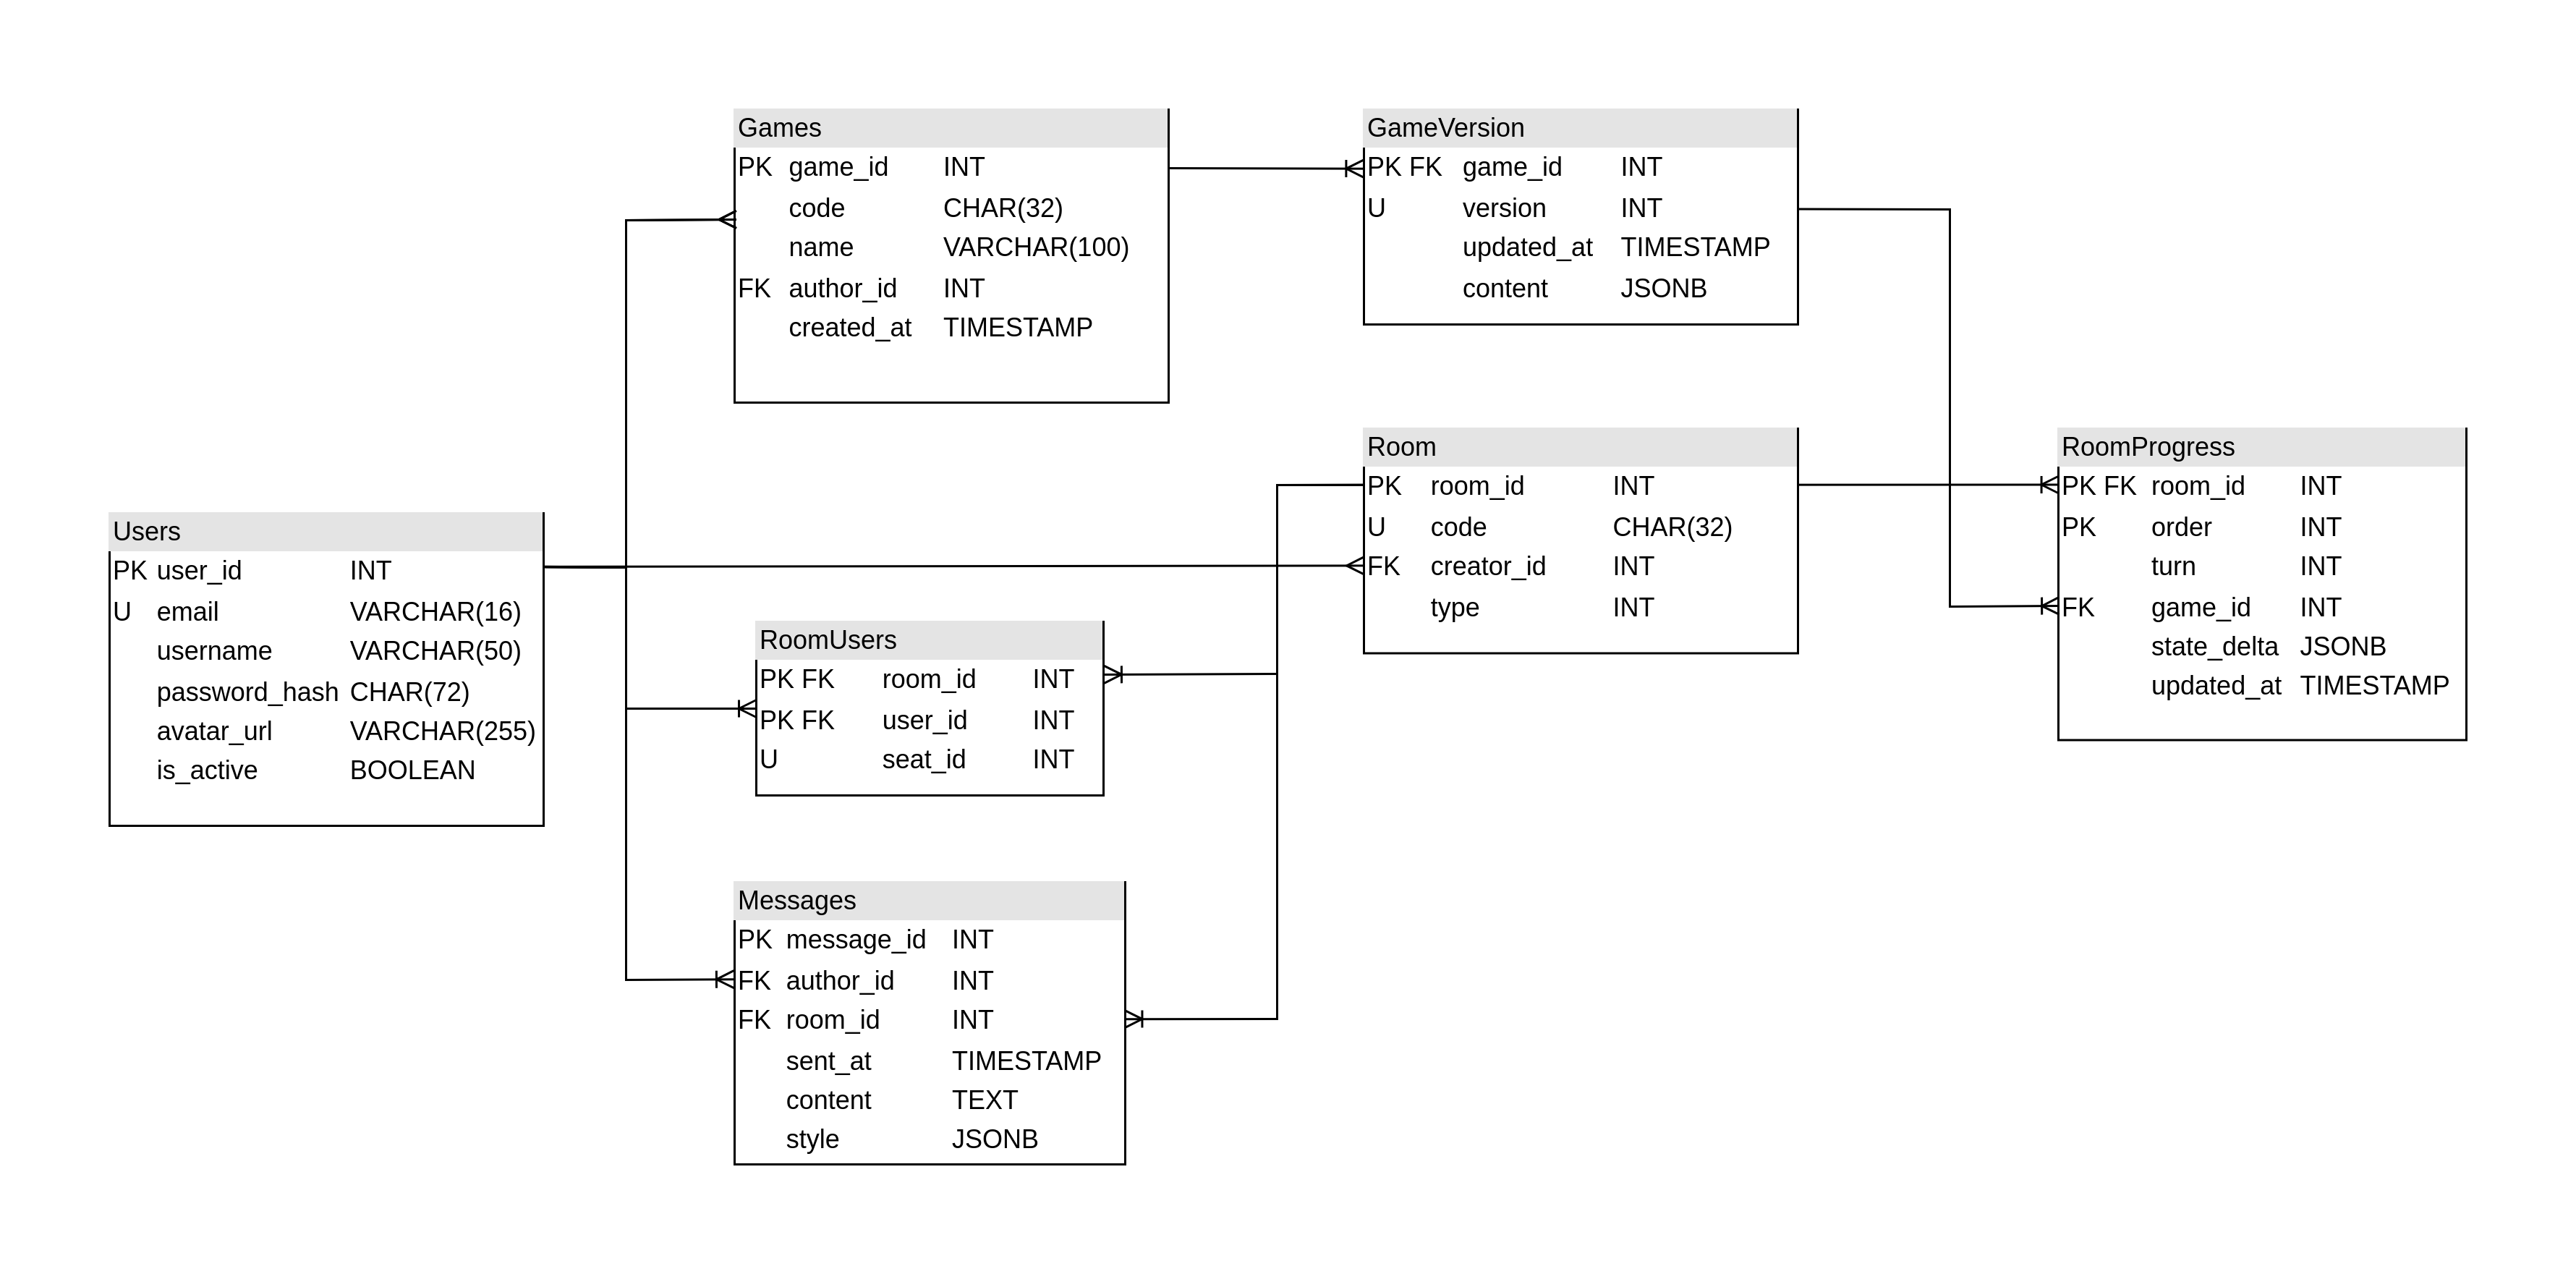 Games
PK game_id INT
code CHAR(32)
name VARCHAR(100)
FK author_id INT
created_at TIMESTAMP
GameVersion
PK FK game_id INT
U version INT
updated_at TIMESTAMP
content JSONB
Users
PK user_id INT
U email VARCHAR(16)
username VARCHAR(50)
password_hash CHAR(72)
avatar_url VARCHAR(255)
is_active BOOLEAN
Room
PK room_id INT
U code CHAR(32)
FK creator_id INT
type INT
RoomProgress
PK FK room_id INT
PK order INT
turn INT
FK game_id INT
state_delta JSONB
updated_at TIMESTAMP
RoomUsers
PK FK room_id INT
PK FK user_id INT
U seat_id INT
Messages
PK message_id INT
FK author_id INT
FK room_id INT
sent_at TIMESTAMP
content TEXT
style JSONB